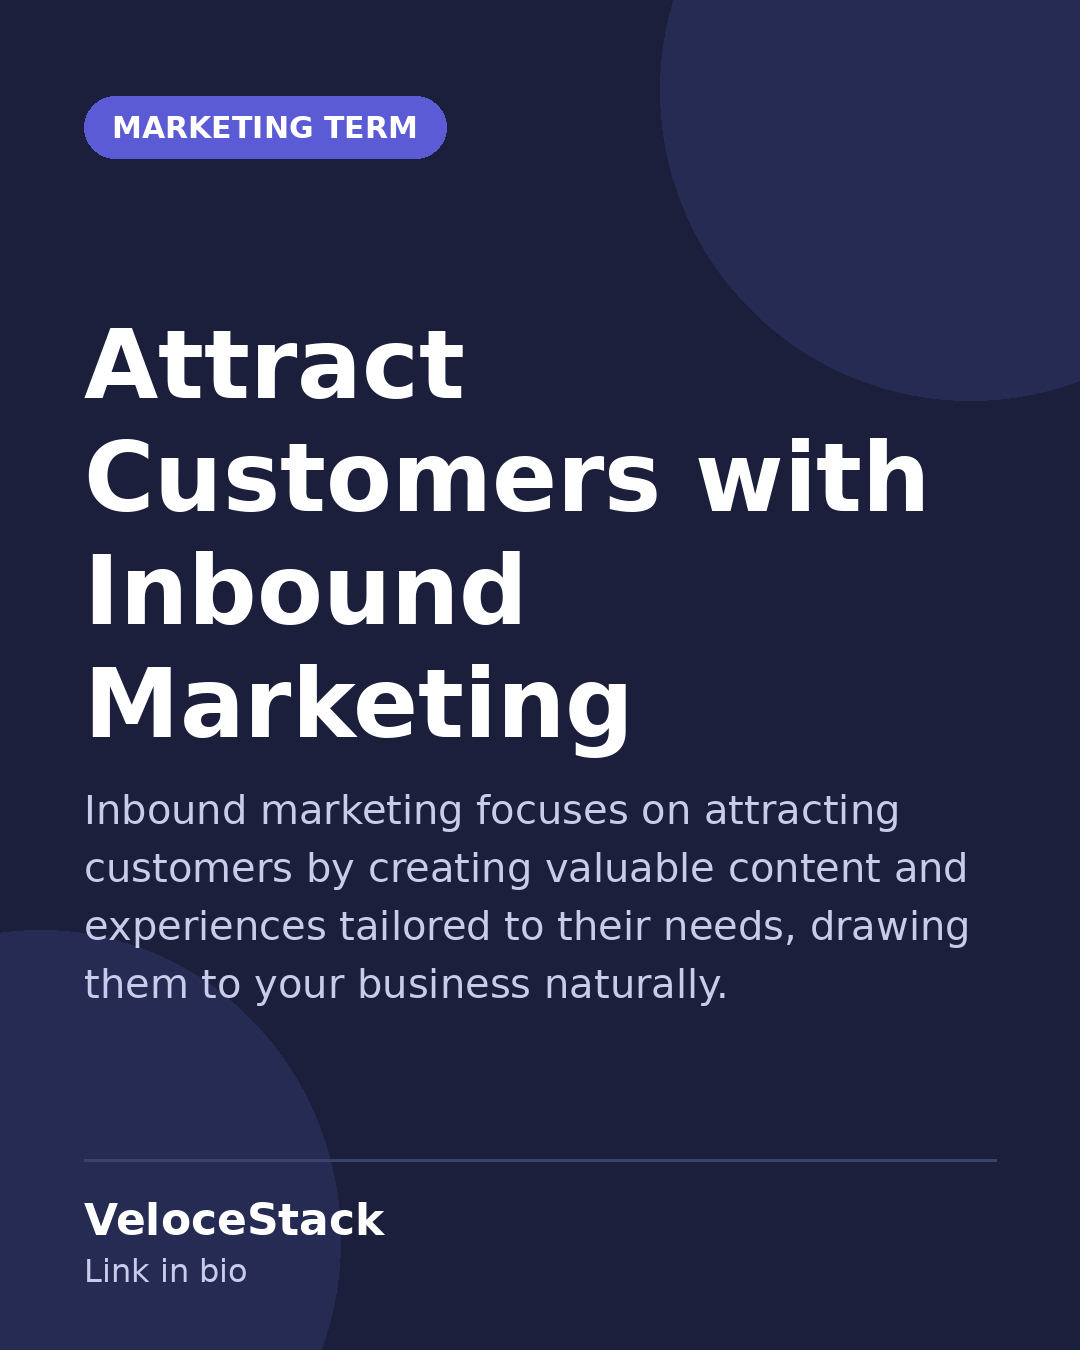 MARKETING TERM
Attract
Customers with
Inbound
Marketing
Inbound marketing focuses on attracting
customers by creating valuable content and
experiences tailored to their needs, drawing
them to your business naturally.
VeloceStack
Link in bio